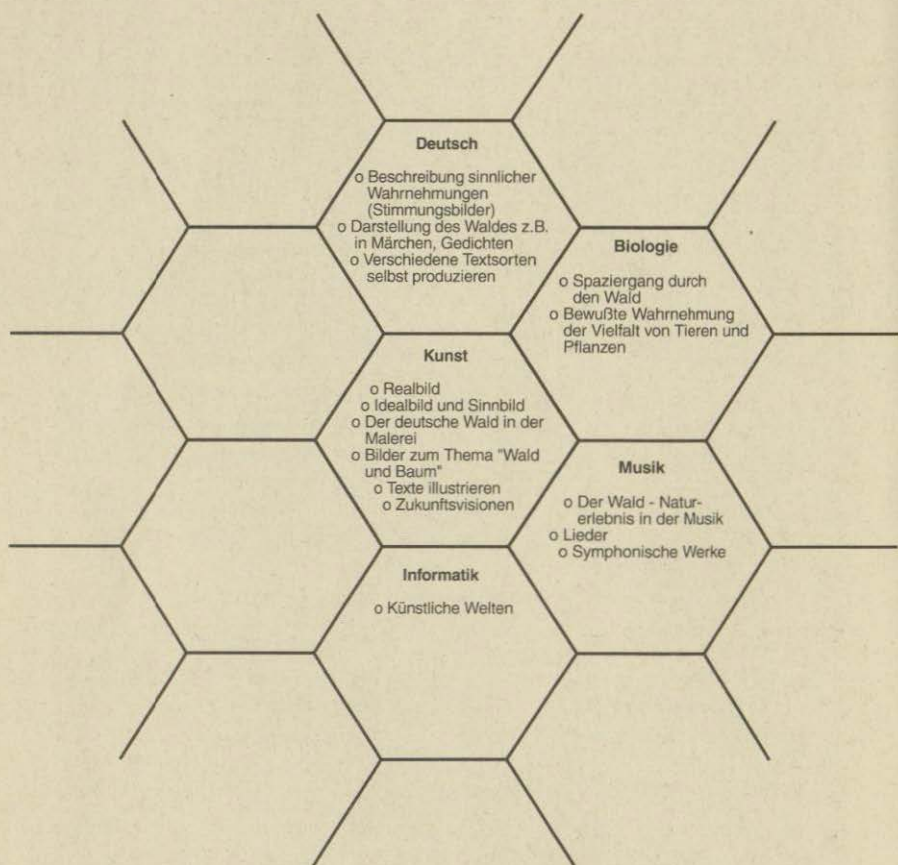 Deutsch
o Beschreibung sinnlicher
Wahrnehmungen
(Stimmungsbilder)
o Darstellung des Waldes z.B.
in Märchen, Gedichten
o Verschiedene Textsorten
selbst produzieren
Biologie
o Spaziergang durch
den Wald
o Bewußte Wahrnehmung
der Vielfalt von Tieren und
Pflanzen
Kunst
o Realbild
o Idealbild und Sinnbild
o Der deutsche Wald in der
Malerei
o Bilder zum Thema "Wald
und Baum"
o Texte illustrieren
o Zukunftsvisionen
Musik
o Der Wald - Natur-
erlebnis in der Musik
o Lieder
o Symphonische Werke
Informatik
o Künstliche Welten